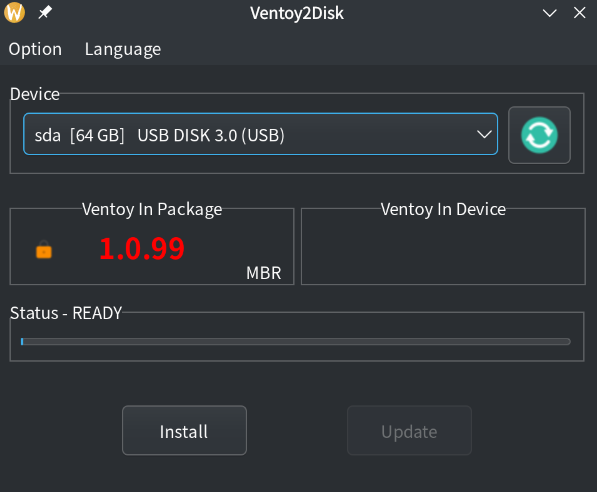 Ventoy2Disk
Option Language
Device
sda [64 GB] USB DISK 3.0 (USB)
Ventoy In Package
1.0.99
MBR
Ventoy In Device
Status - READY
Install
Update